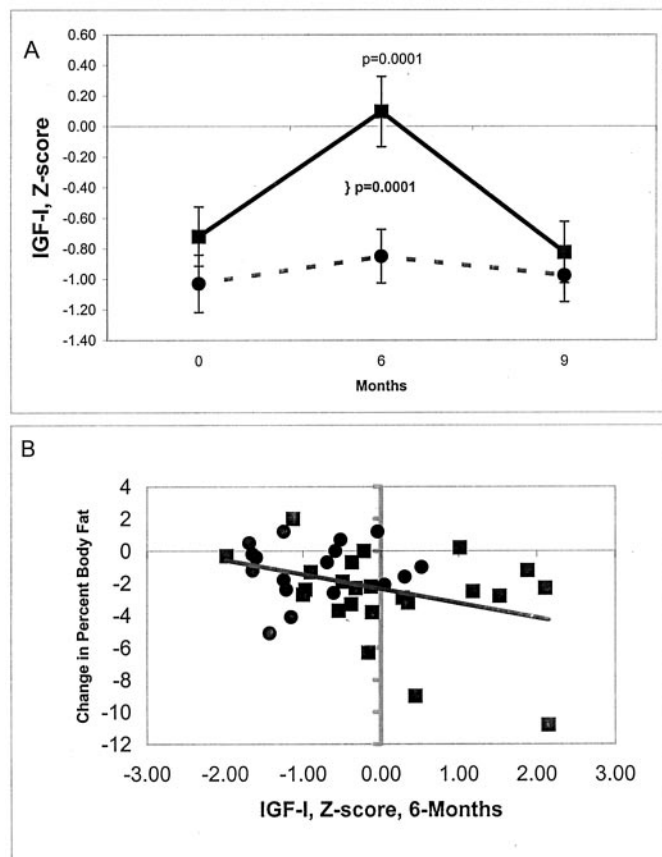 A
0.60
0.40
0.20
0.00
-0.20
-0.40
-0.60
-0.80
-1.00
-1.20
-1.40
IGF-I, Z-score
p=0.0001
} p=0.0001
0 6 9
Months
B
4
2
0
-2
-4
-6
-8
-10
-12
Change in Percent Body Fat
-3.00 -2.00 -1.00 0.00 1.00 2.00 3.00
IGF-I, Z-score, 6-Months